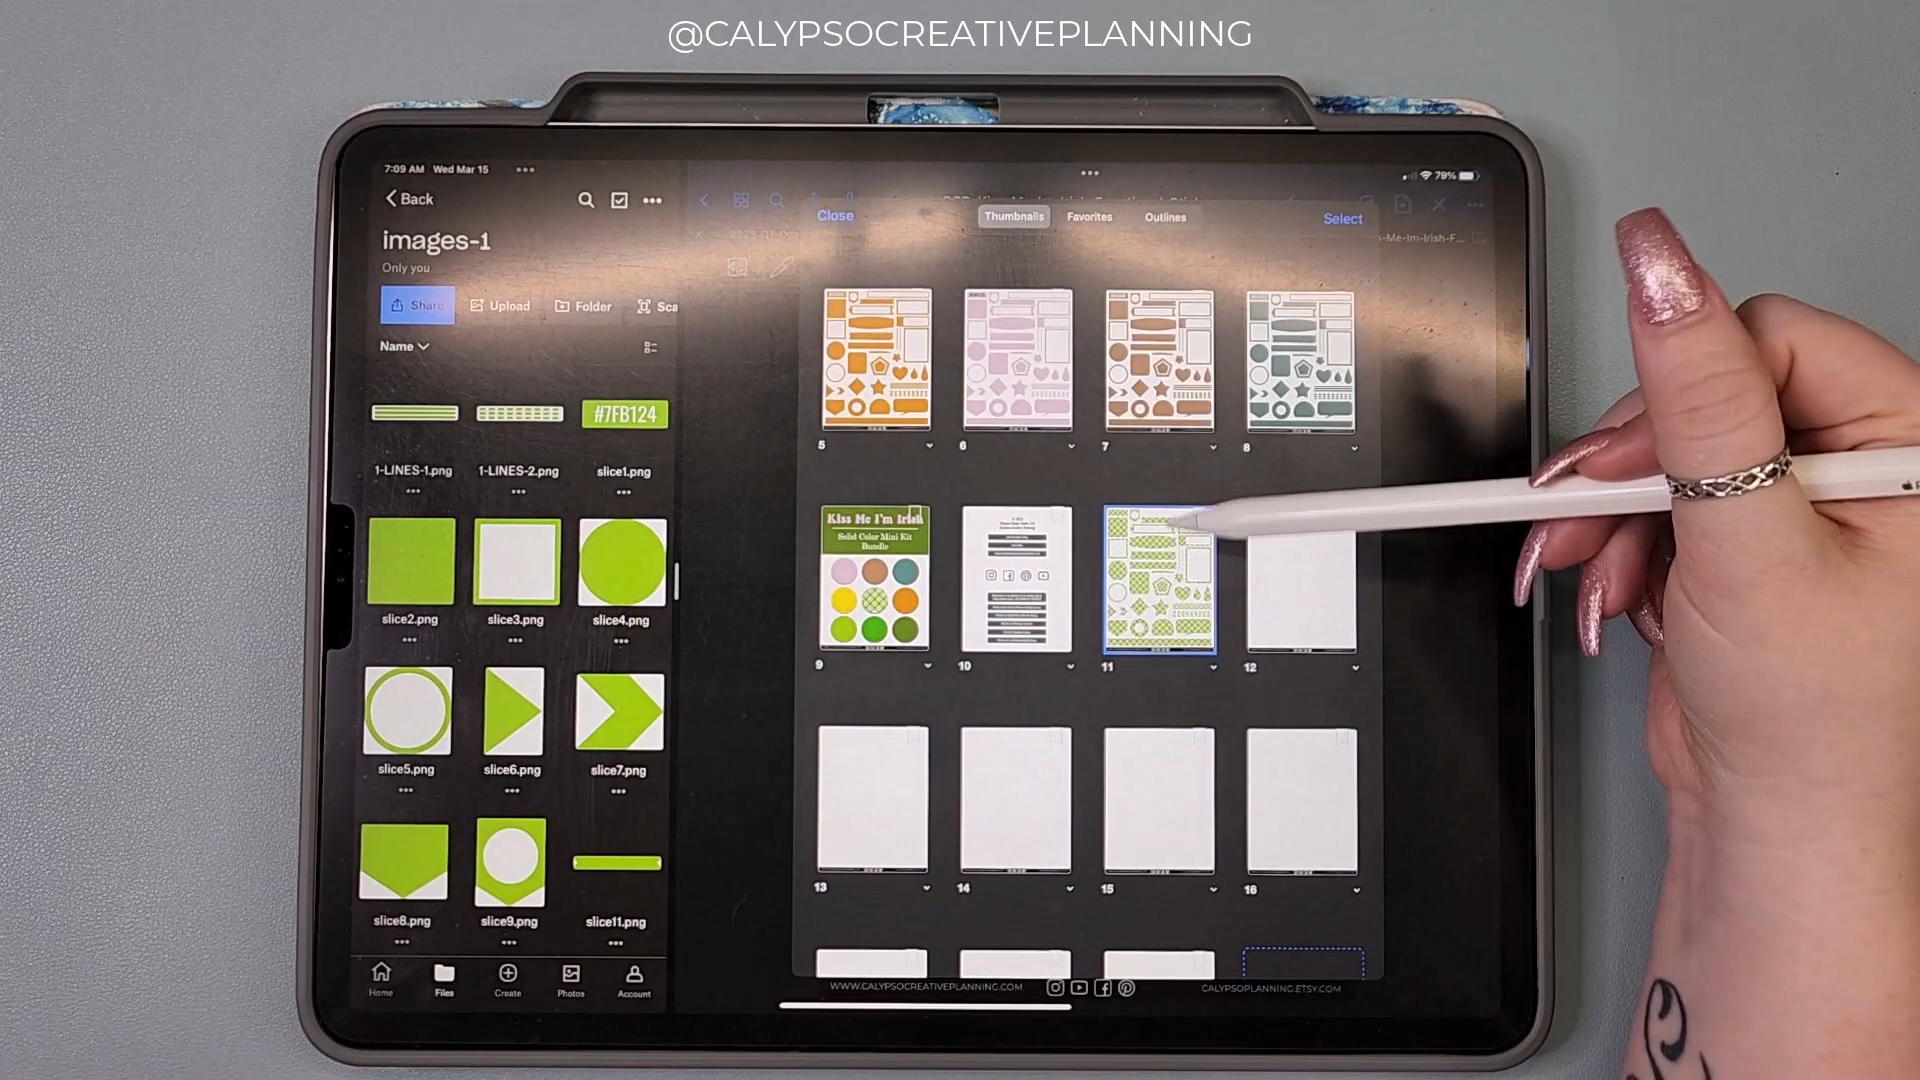 @CALYPSOCREATIVEPLANNING
7:09 AM Wed Mar 15
79%
Back
images-1
Only you
Share
Upload
Folder
Sca
Name
#7FB124
1-LINES-1.png
1-LINES-2.png
slice1.png
slice2.png
slice3.png
slice4.png
slice5.png
slice6.png
slice7.png
slice8.png
slice9.png
slice11.png
Home
Files
Create
Photos
Account
Close
Thumbnails
Favorites
Outlines
Select
s-Me-Im-Irish-F...
5
6
7
8
Kiss Me I'm Irish
Solid Color Mini Kit
Bundle
9
10
11
12
13
14
15
16
WWW.CALYPSOCREATIVEPLANNING.COM
CALYPSOPLANNING.ETSY.COM